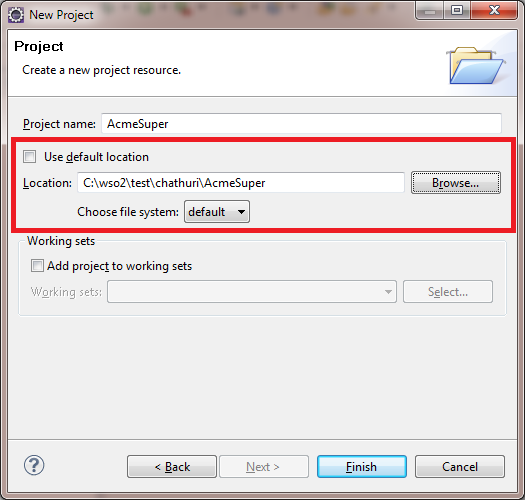 New Project
Project
Create a new project resource.
Project name: AcmeSuper
Use default location
Location: C:\wso2\test\chathuri\AcmeSuper Browse...
Choose file system: default
Working sets
Add project to working sets
Working sets: Select...
? < Back Next > Finish Cancel